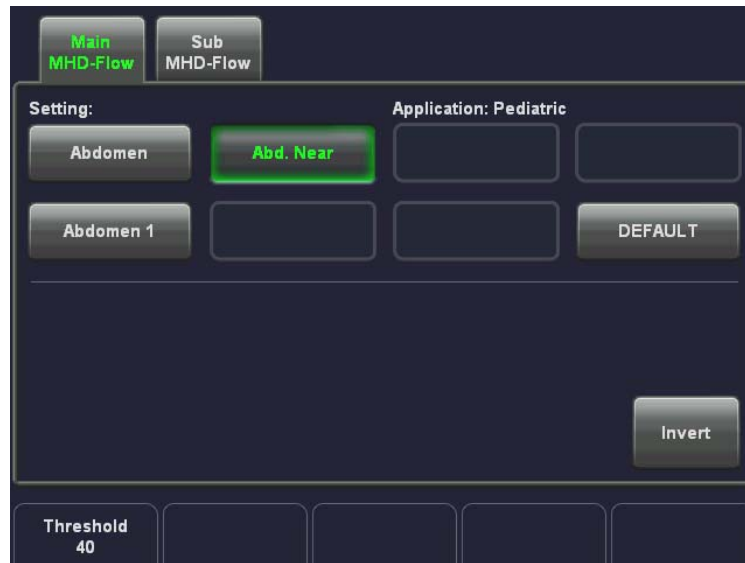 Main
MHD-Flow
Sub
MHD-Flow
Setting:
Application: Pediatric
Abdomen
Abd. Near
Abdomen 1
DEFAULT
Invert
Threshold
40